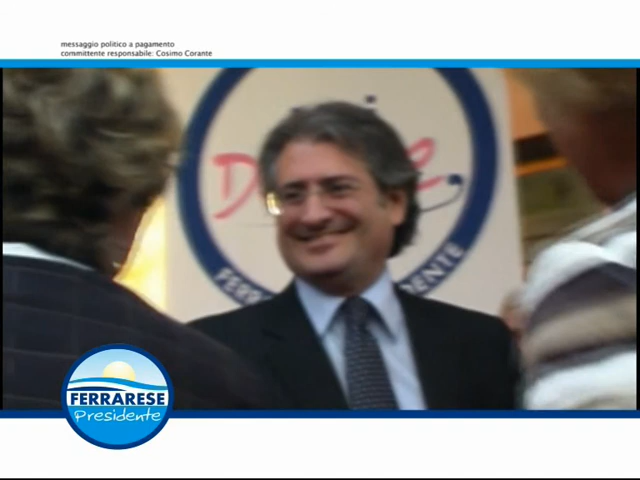 messaggio politico a pagamento
committente responsabile: Cosimo Corante
FERRARESE
Presidente